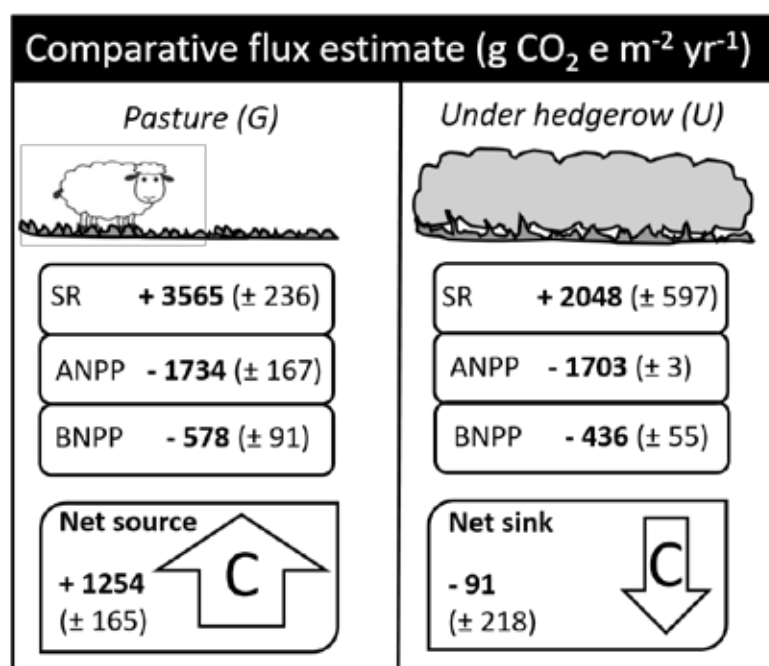 Comparative flux estimate (g CO₂ e m⁻² yr⁻¹)
Pasture (G)
SR + 3565 (± 236)
ANPP - 1734 (± 167)
BNPP - 578 (± 91)
Net source
+ 1254
(± 165)
C
Under hedgerow (U)
SR + 2048 (± 597)
ANPP - 1703 (± 3)
BNPP - 436 (± 55)
Net sink
- 91
(± 218)
C